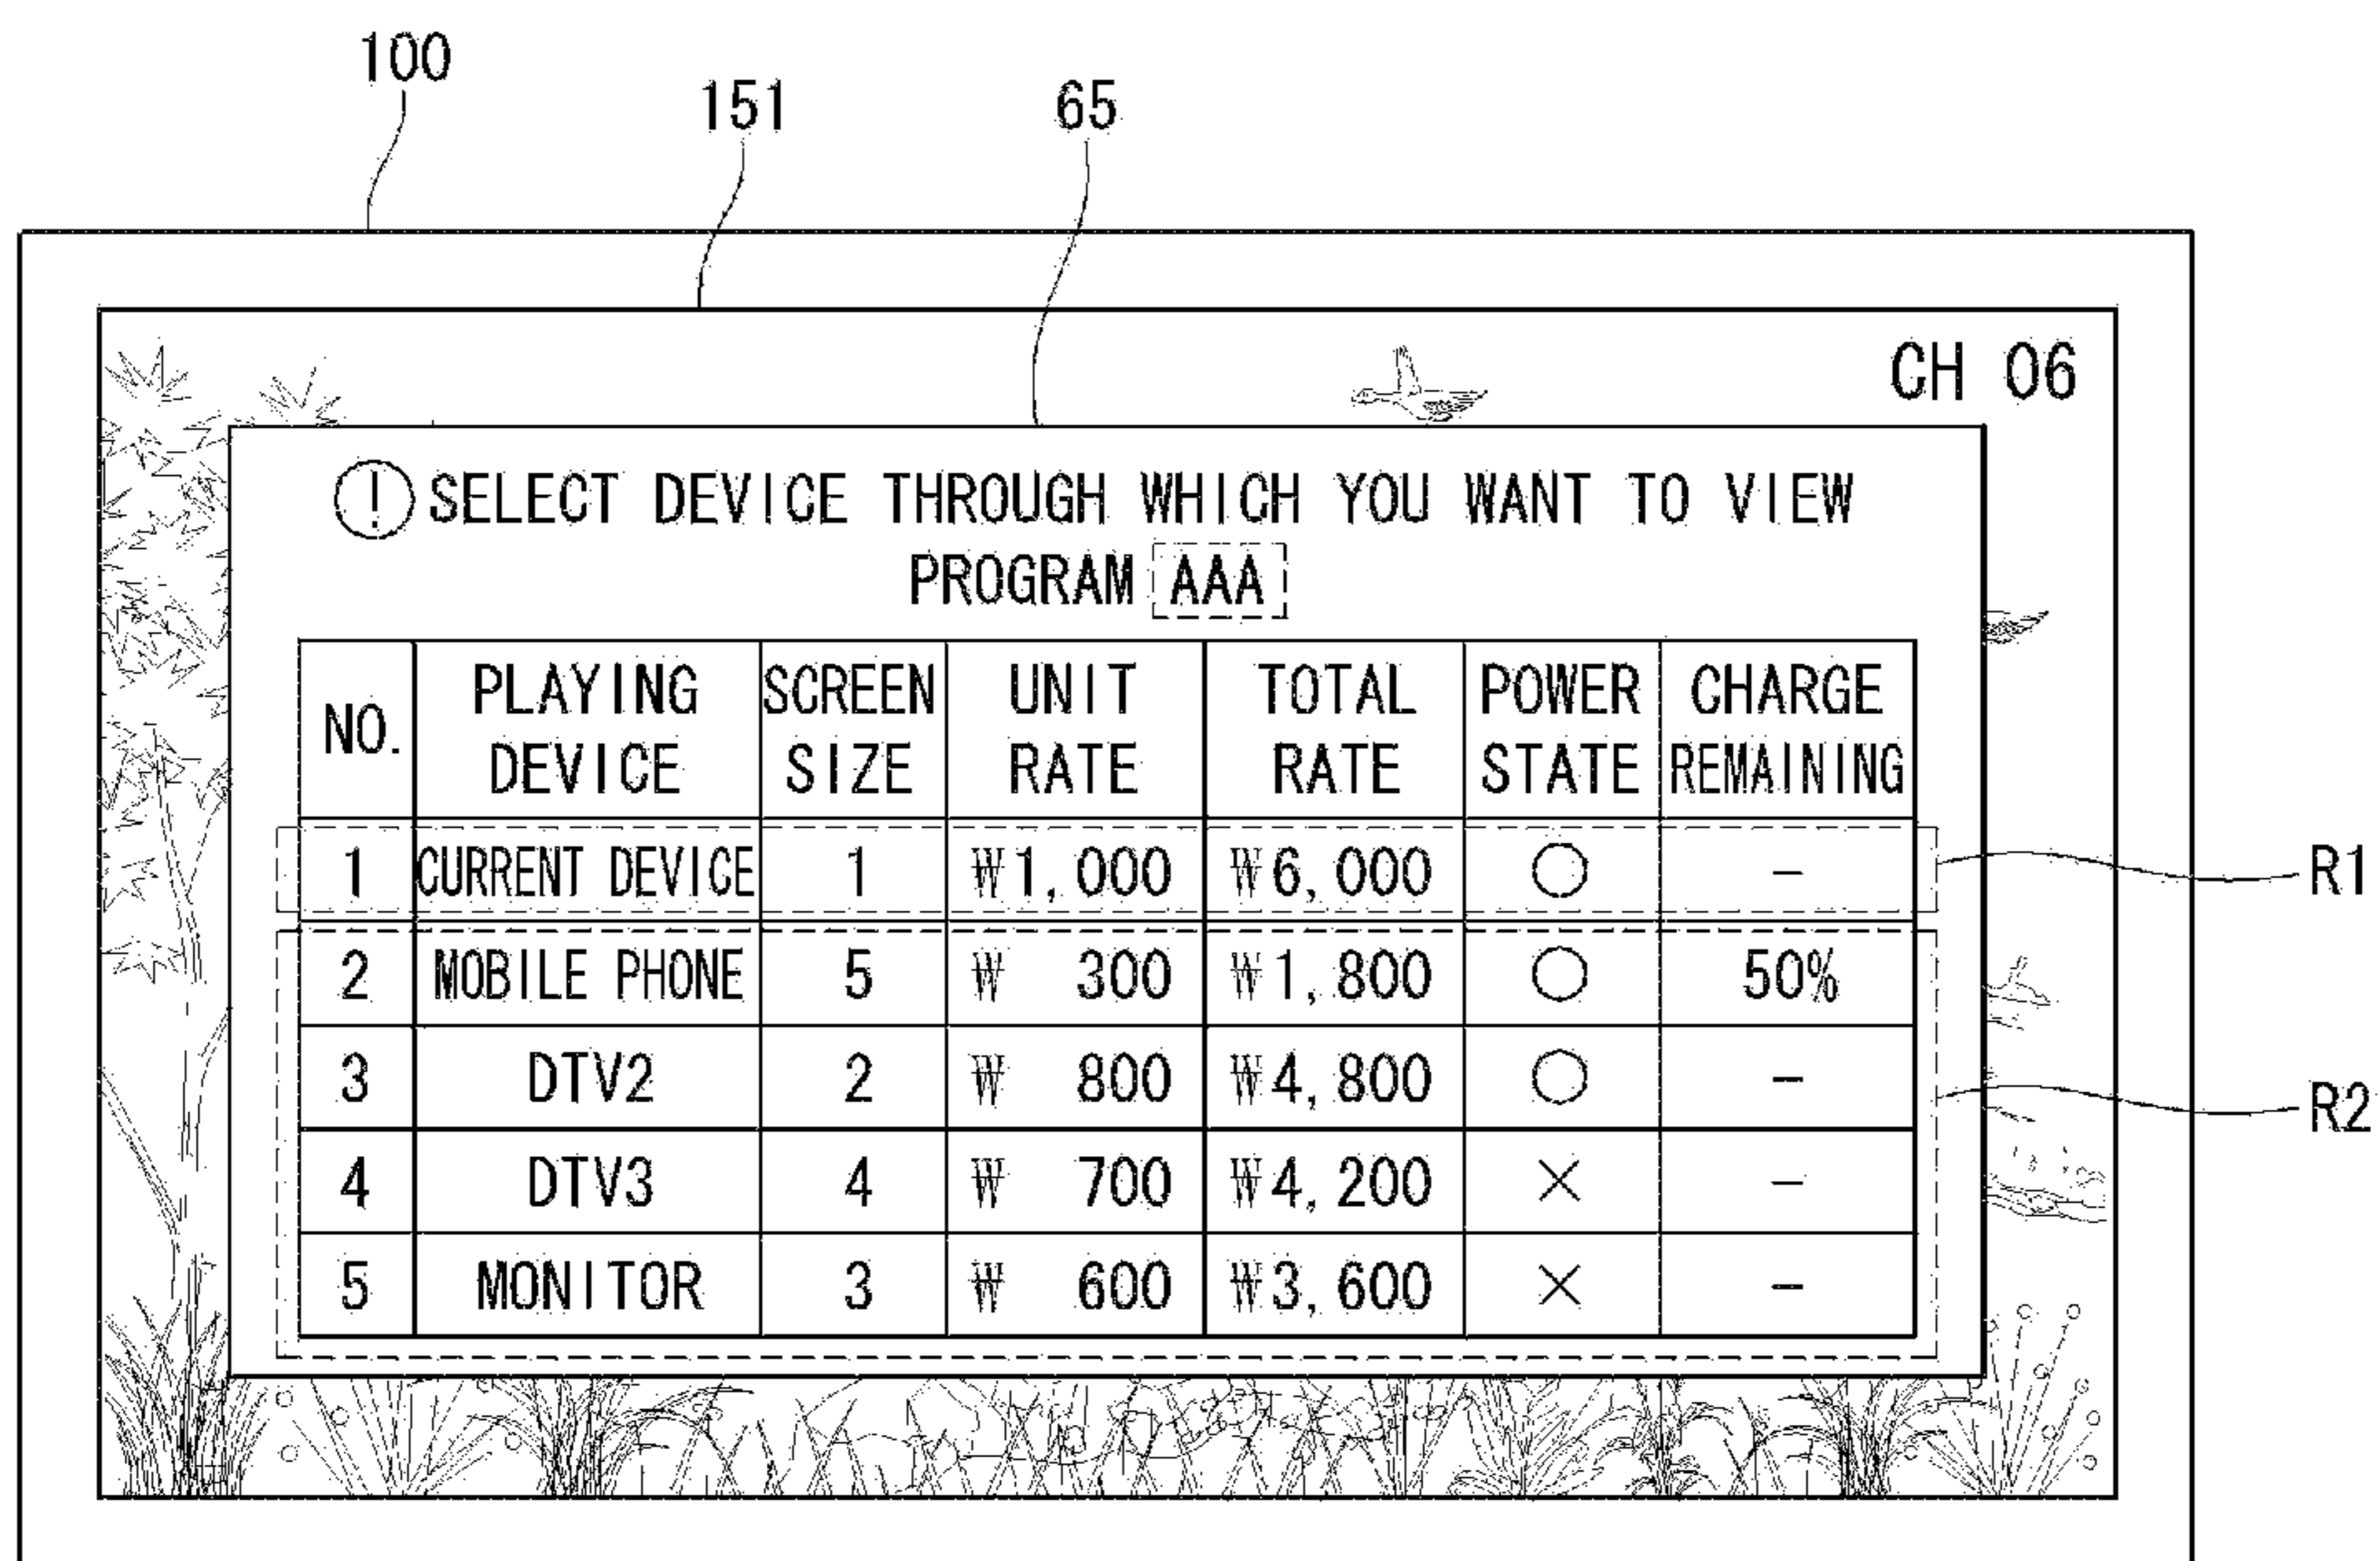 100
151
65
CH 06
! SELECT DEVICE THROUGH WHICH YOU WANT TO VIEW
PROGRAM AAA
NO. PLAYING DEVICE SCREEN SIZE UNIT RATE TOTAL RATE POWER STATE CHARGE REMAINING
1 CURRENT DEVICE 1 ₩1,000 ₩6,000 ○ -
R1
2 MOBILE PHONE 5 ₩ 300 ₩1,800 ○ 50%
3 DTV2 2 ₩ 800 ₩4,800 ○ -
R2
4 DTV3 4 ₩ 700 ₩4,200 × -
5 MONITOR 3 ₩ 600 ₩3,600 × -